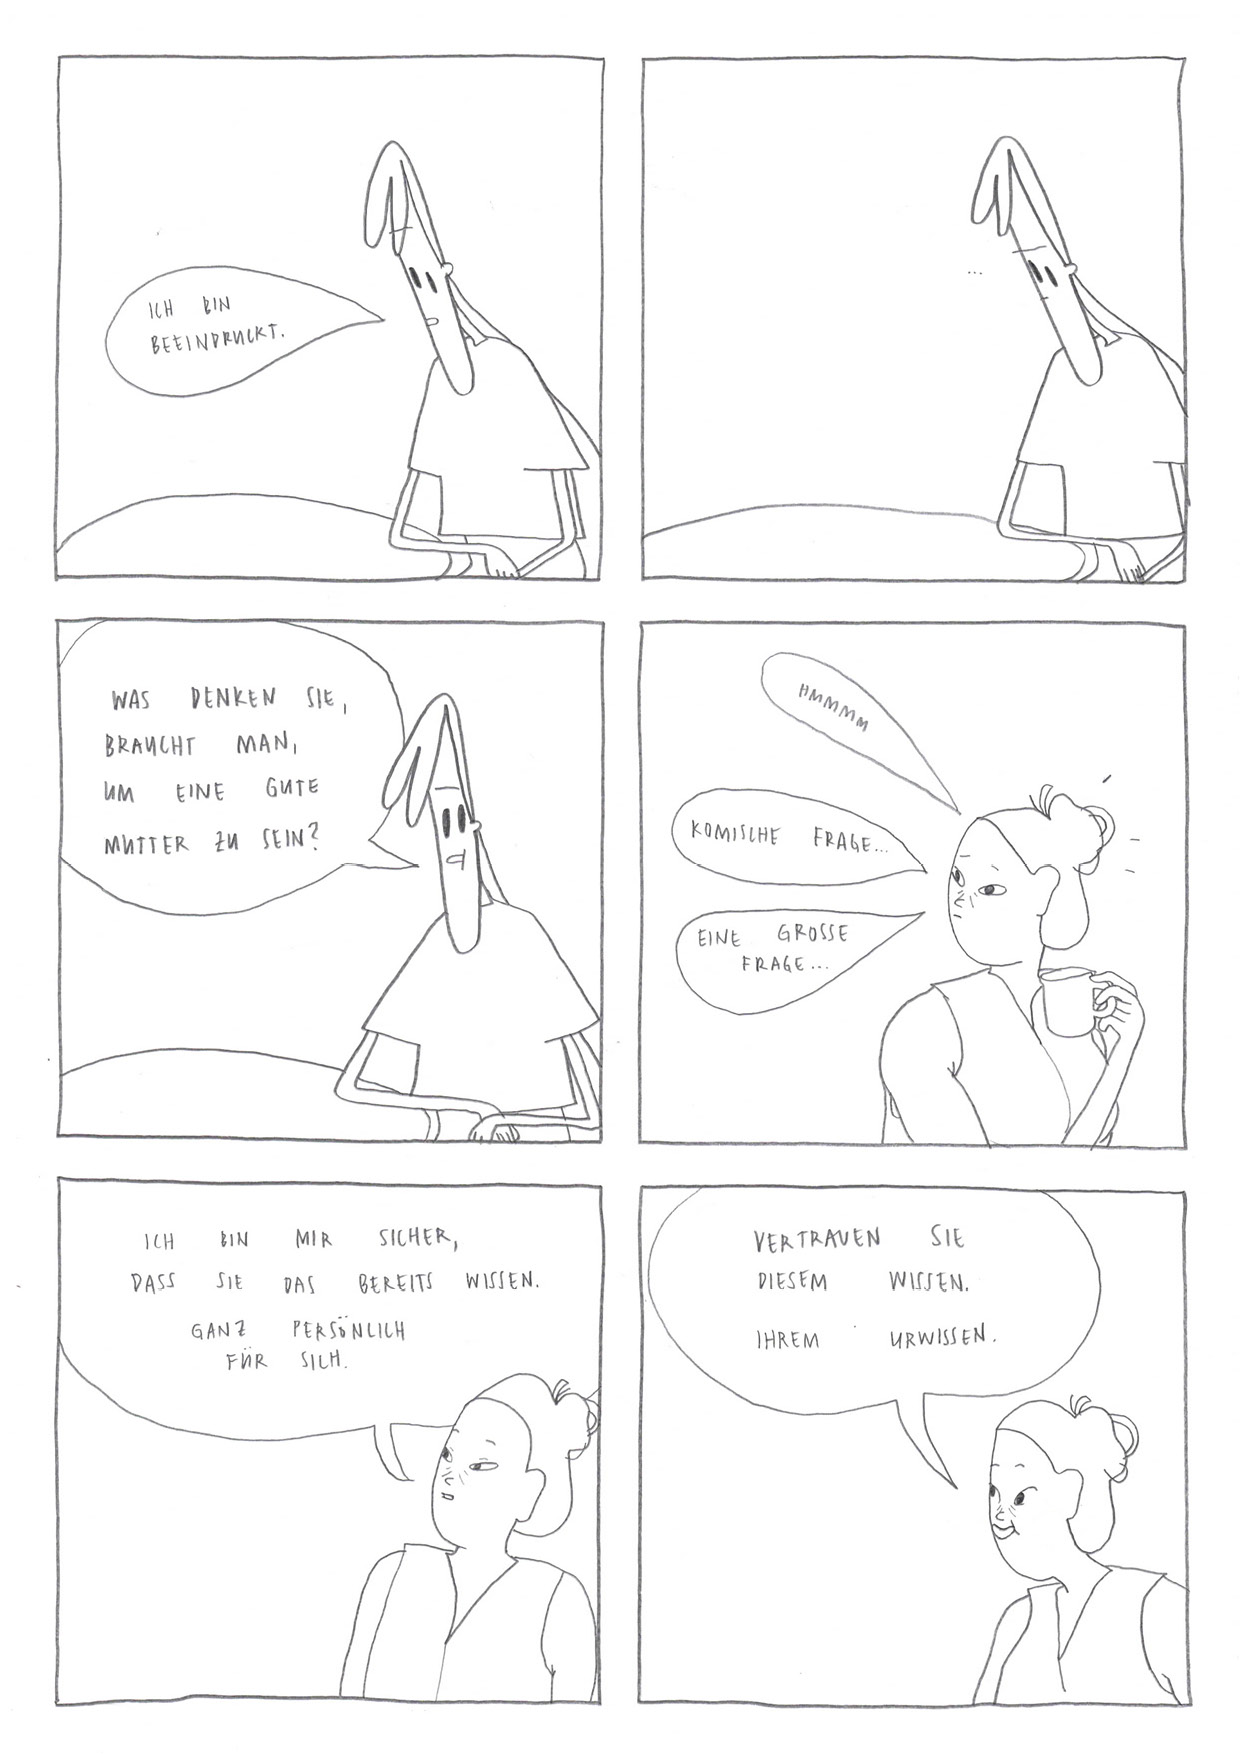 ICH BIN
BEEINDRUCKT.
...
WAS DENKEN SIE,
BRAUCHT MAN,
UM EINE GUTE
MUTTER ZU SEIN?
HMMMMM
KOMISCHE FRAGE...
EINE GROSSE
FRAGE...
ICH BIN MIR SICHER,
DASS SIE DAS BEREITS WISSEN.
GANZ PERSÖNLICH
FÜR SICH.
VERTRAUEN SIE
DIESEM WISSEN.
IHREM URWISSEN.